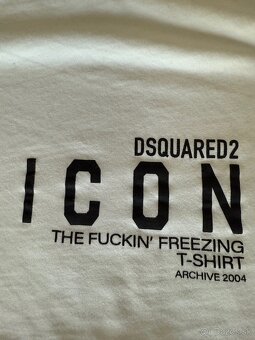 DSQUARED2
ICON
THE FUCKIN' FREEZING
T-SHIRT
ARCHIVE 2004